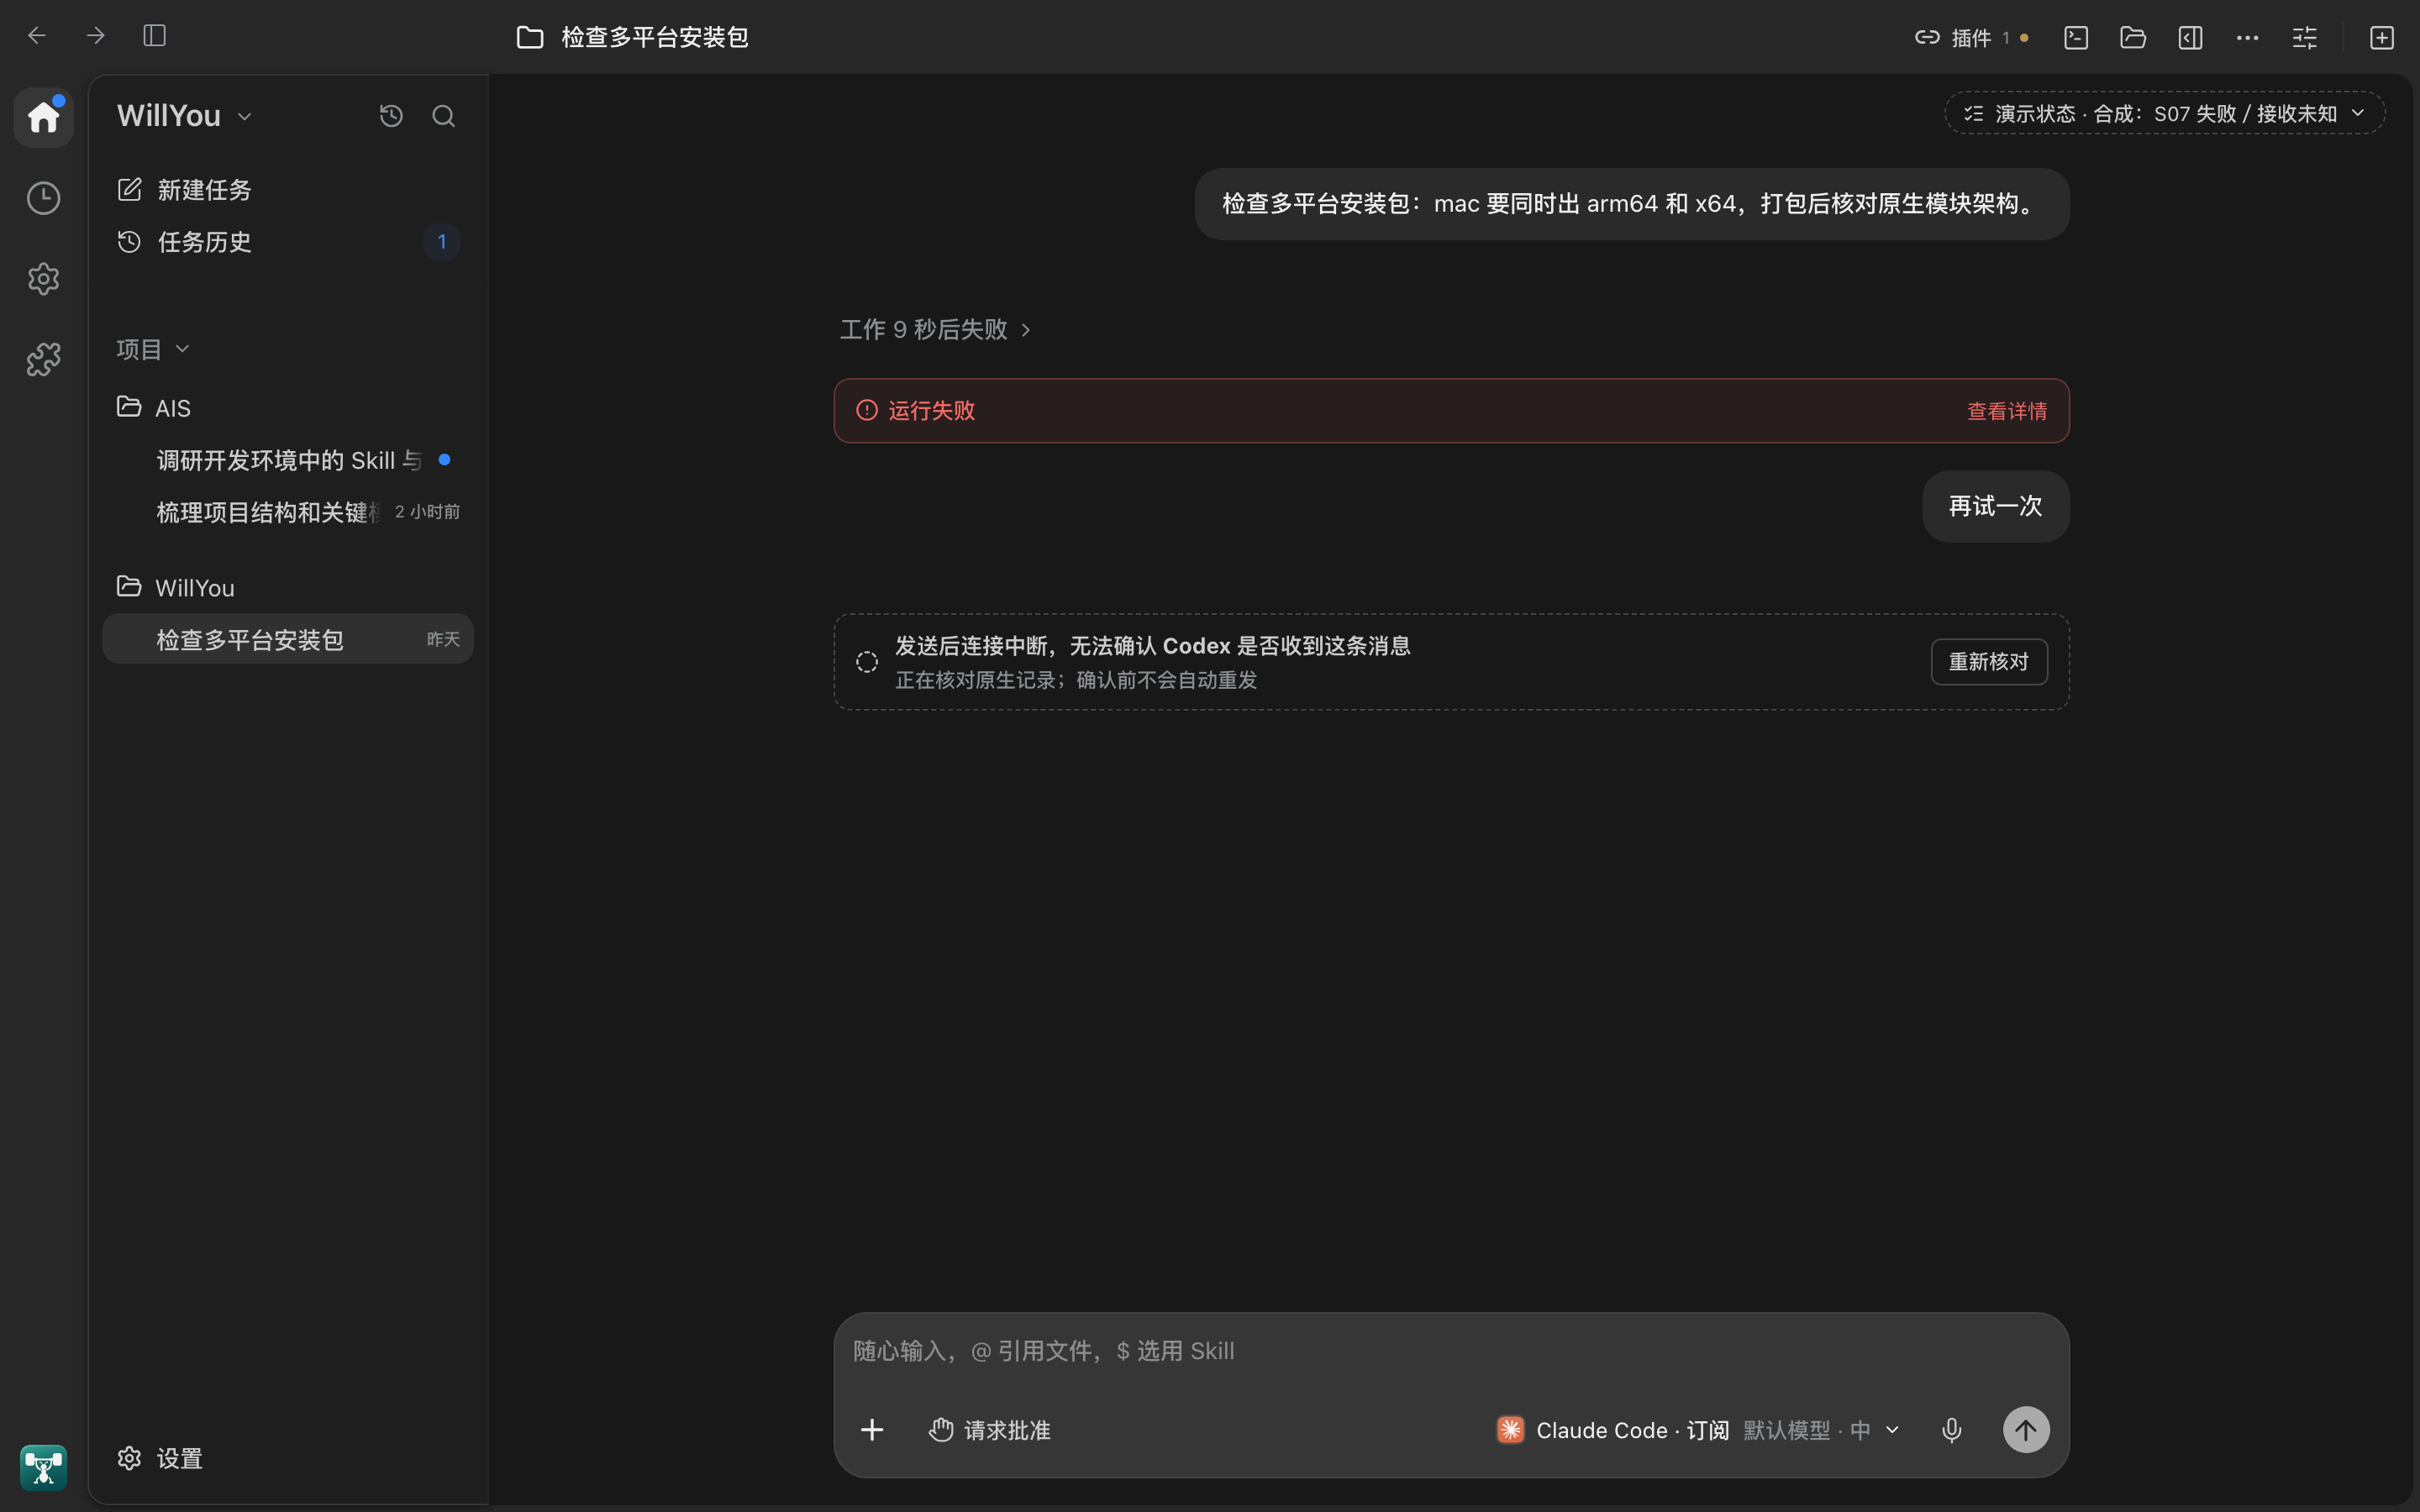 检查多平台安装包
插件 1
WillYou
演示状态 · 合成：S07 失败 / 接收未知
新建任务
任务历史 1
项目
AIS
调研开发环境中的 Skill 与
梳理项目结构和关键 2 小时前
WillYou
检查多平台安装包 昨天
设置
检查多平台安装包：mac 要同时出 arm64 和 x64，打包后核对原生模块架构。
工作 9 秒后失败
运行失败 查看详情
再试一次
发送后连接中断，无法确认 Codex 是否收到这条消息
正在核对原生记录；确认前不会自动重发
重新核对
随心输入，@ 引用文件，$ 选用 Skill
请求批准 Claude Code · 订阅 默认模型 · 中